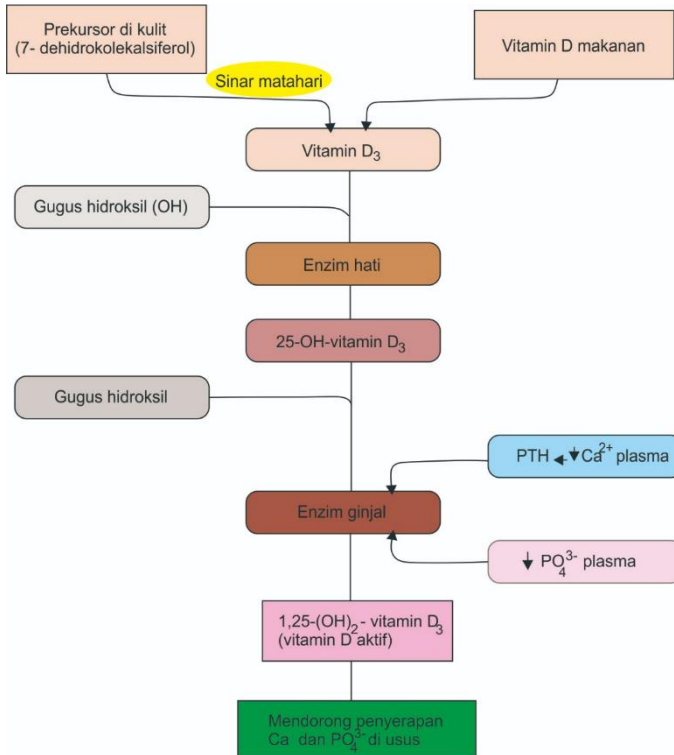 Prekursor di kulit
(7- dehidrokolekalsiferol)
Vitamin D makanan
Sinar matahari
Vitamin D3
Gugus hidroksil (OH)
Enzim hati
25-OH-vitamin D3
Gugus hidroksil
PTH ← ↓ Ca2+ plasma
Enzim ginjal
↓ PO43- plasma
1,25-(OH)2- vitamin D3
(vitamin D aktif)
Mendorong penyerapan
Ca dan PO43- di usus